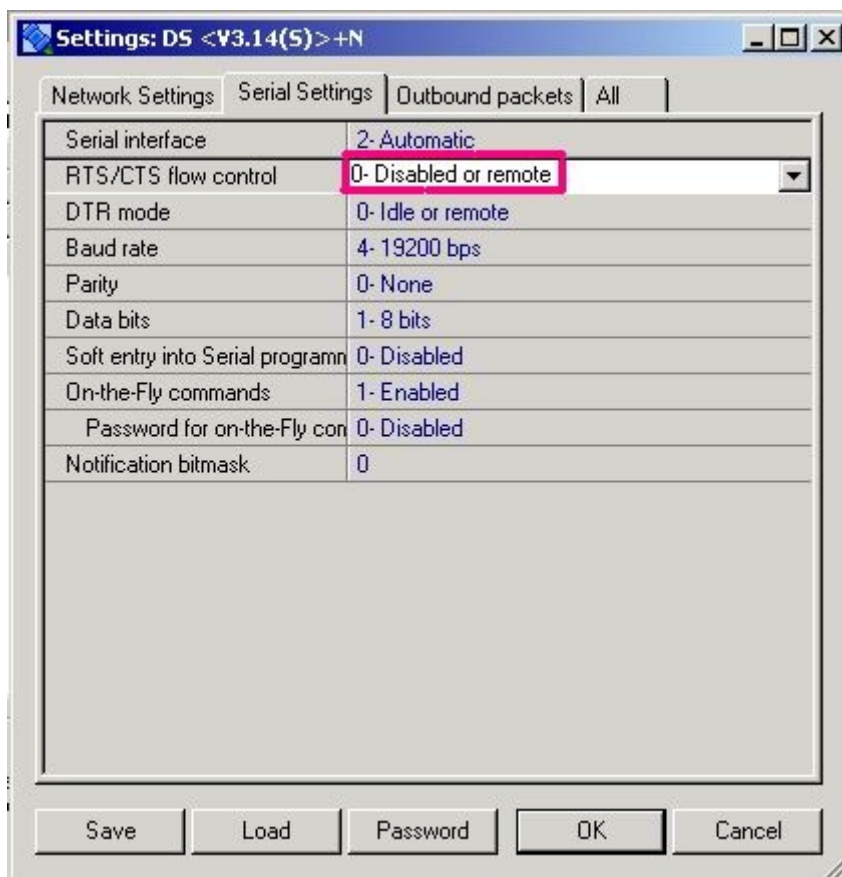 Settings: DS <V3.14(S)>+N
Network Settings Serial Settings Outbound packets All
Serial interface 2- Automatic
RTS/CTS flow control 0- Disabled or remote
DTR mode 0- Idle or remote
Baud rate 4- 19200 bps
Parity 0- None
Data bits 1- 8 bits
Soft entry into Serial programn 0- Disabled
On-the-Fly commands 1- Enabled
Password for on-the-Fly con 0- Disabled
Notification bitmask 0
Save Load Password OK Cancel